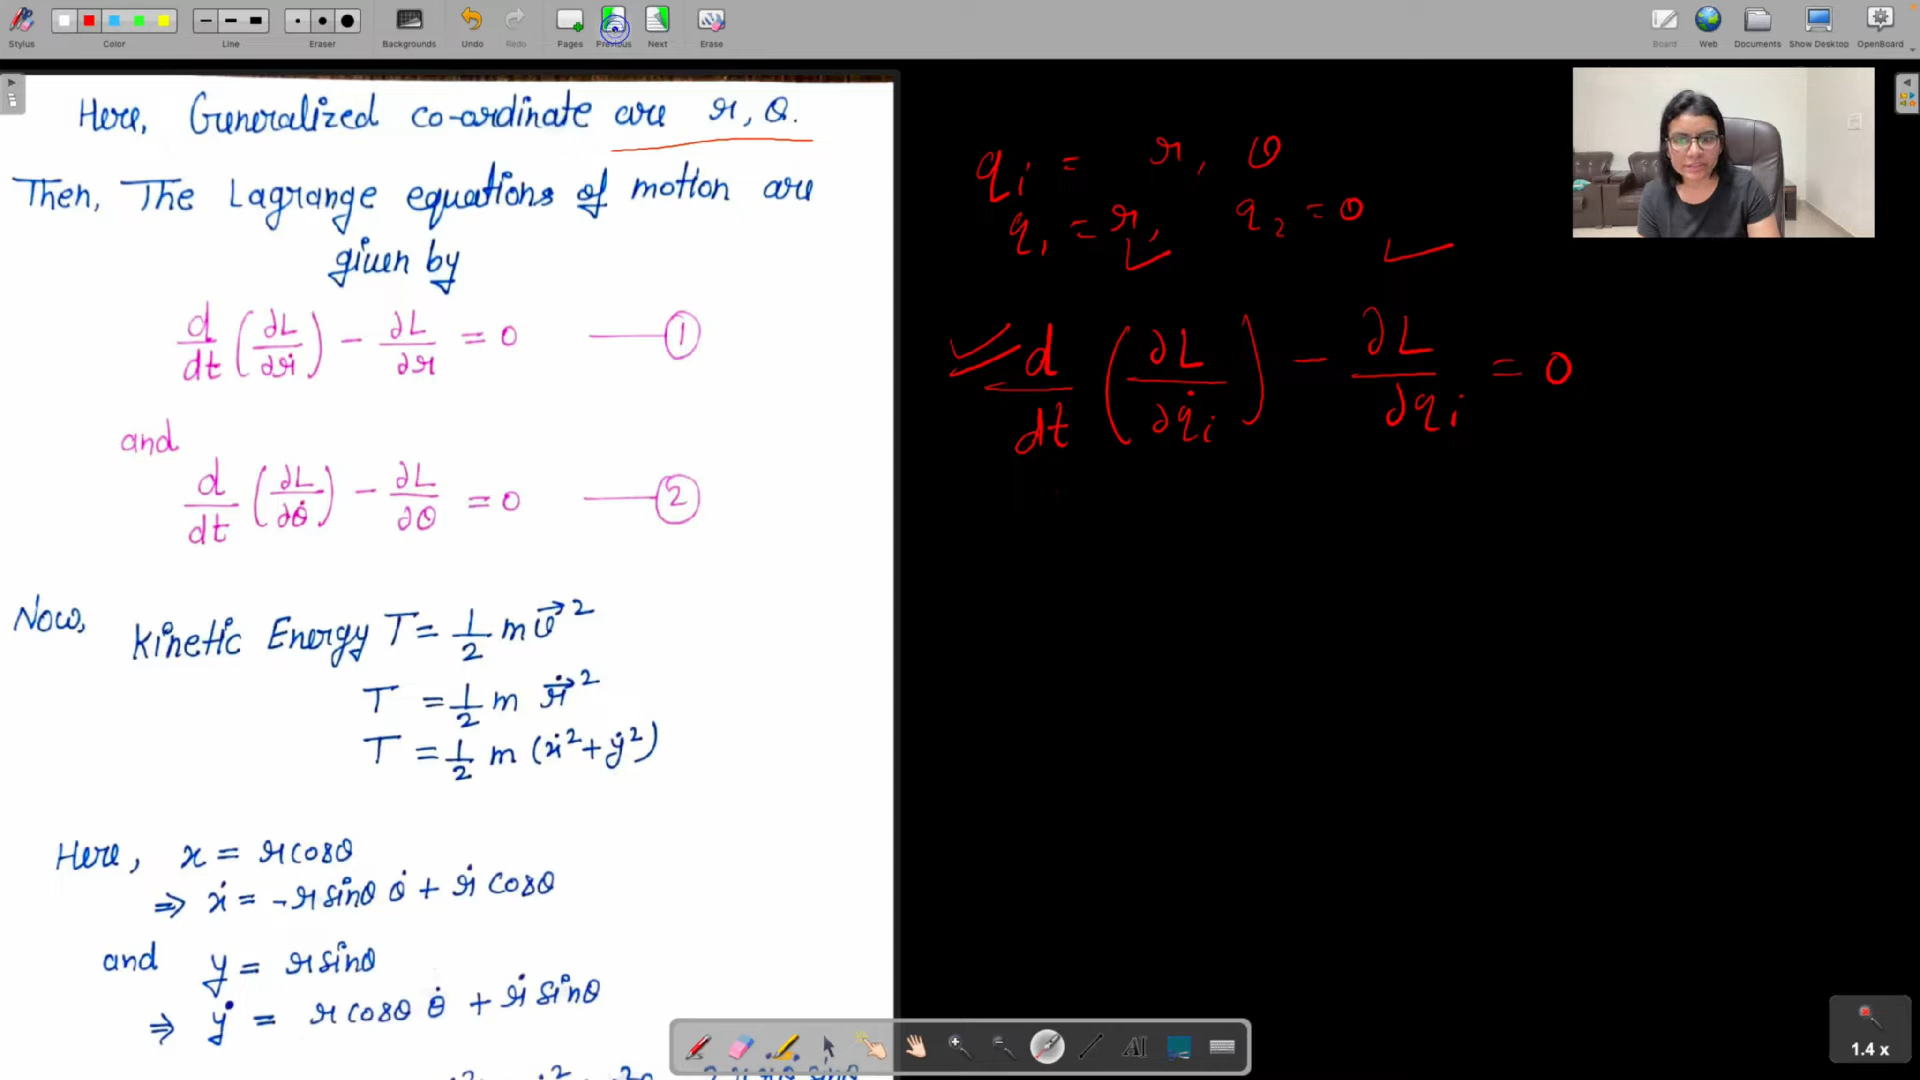 Stylus
Color
Line
Eraser
Backgrounds
Undo
Redo
Pages
Previous
Next
Erase
Board
Web
Documents
Show Desktop
OpenBoard
Here, Generalized co-ordinate are r, θ.
Then, The Lagrange equations of motion are
given by
d/dt (∂L/∂ṙ) − ∂L/∂r = 0 —— ①
and
d/dt (∂L/∂θ̇) − ∂L/∂θ = 0 —— ②
Now, Kinetic Energy T = 1/2 m v⃗²
T = 1/2 m ṙ⃗²
T = 1/2 m (ẋ²+ẏ²)
Here, x = r cosθ
⇒ ẋ = −r sinθ θ̇ + ṙ cosθ
and y = r sinθ
⇒ ẏ = r cosθ θ̇ + ṙ sinθ
qi = r, θ
q1 = r, q2 = θ
d/dt (∂L/∂q̇i) − ∂L/∂qi = 0
AI
1.4 x